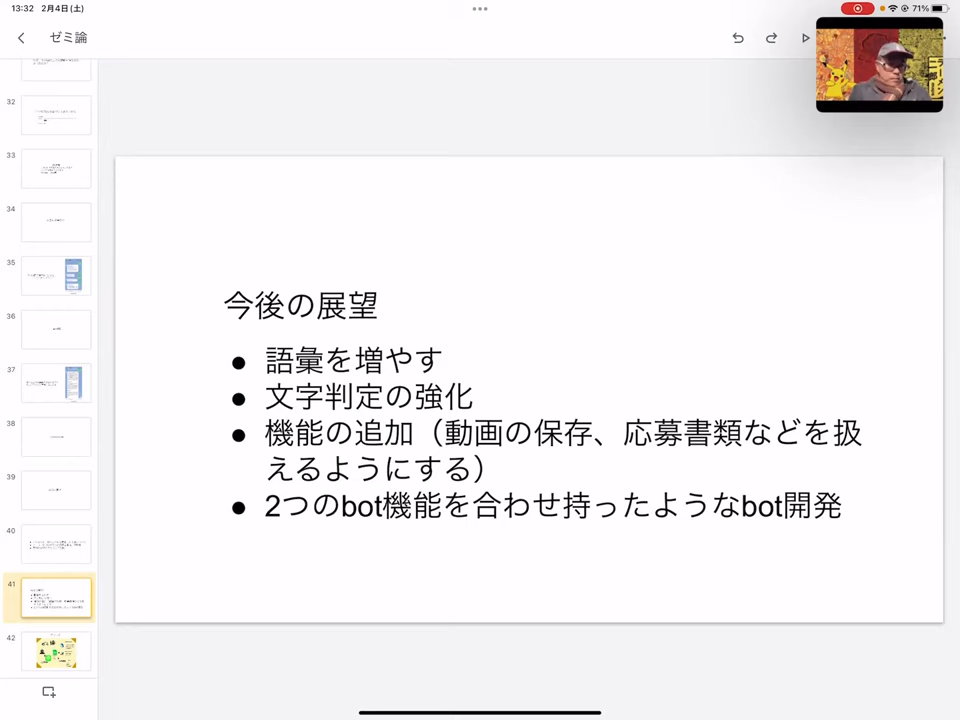 13:32 2月4日(土)
71%
ゼミ論
32
33
34
35
36
37
38
39
40
41
42
今後の展望
● 語彙を増やす
● 文字判定の強化
● 機能の追加（動画の保存、応募書類などを扱
えるようにする）
● 2つのbot機能を合わせ持ったようなbot開発